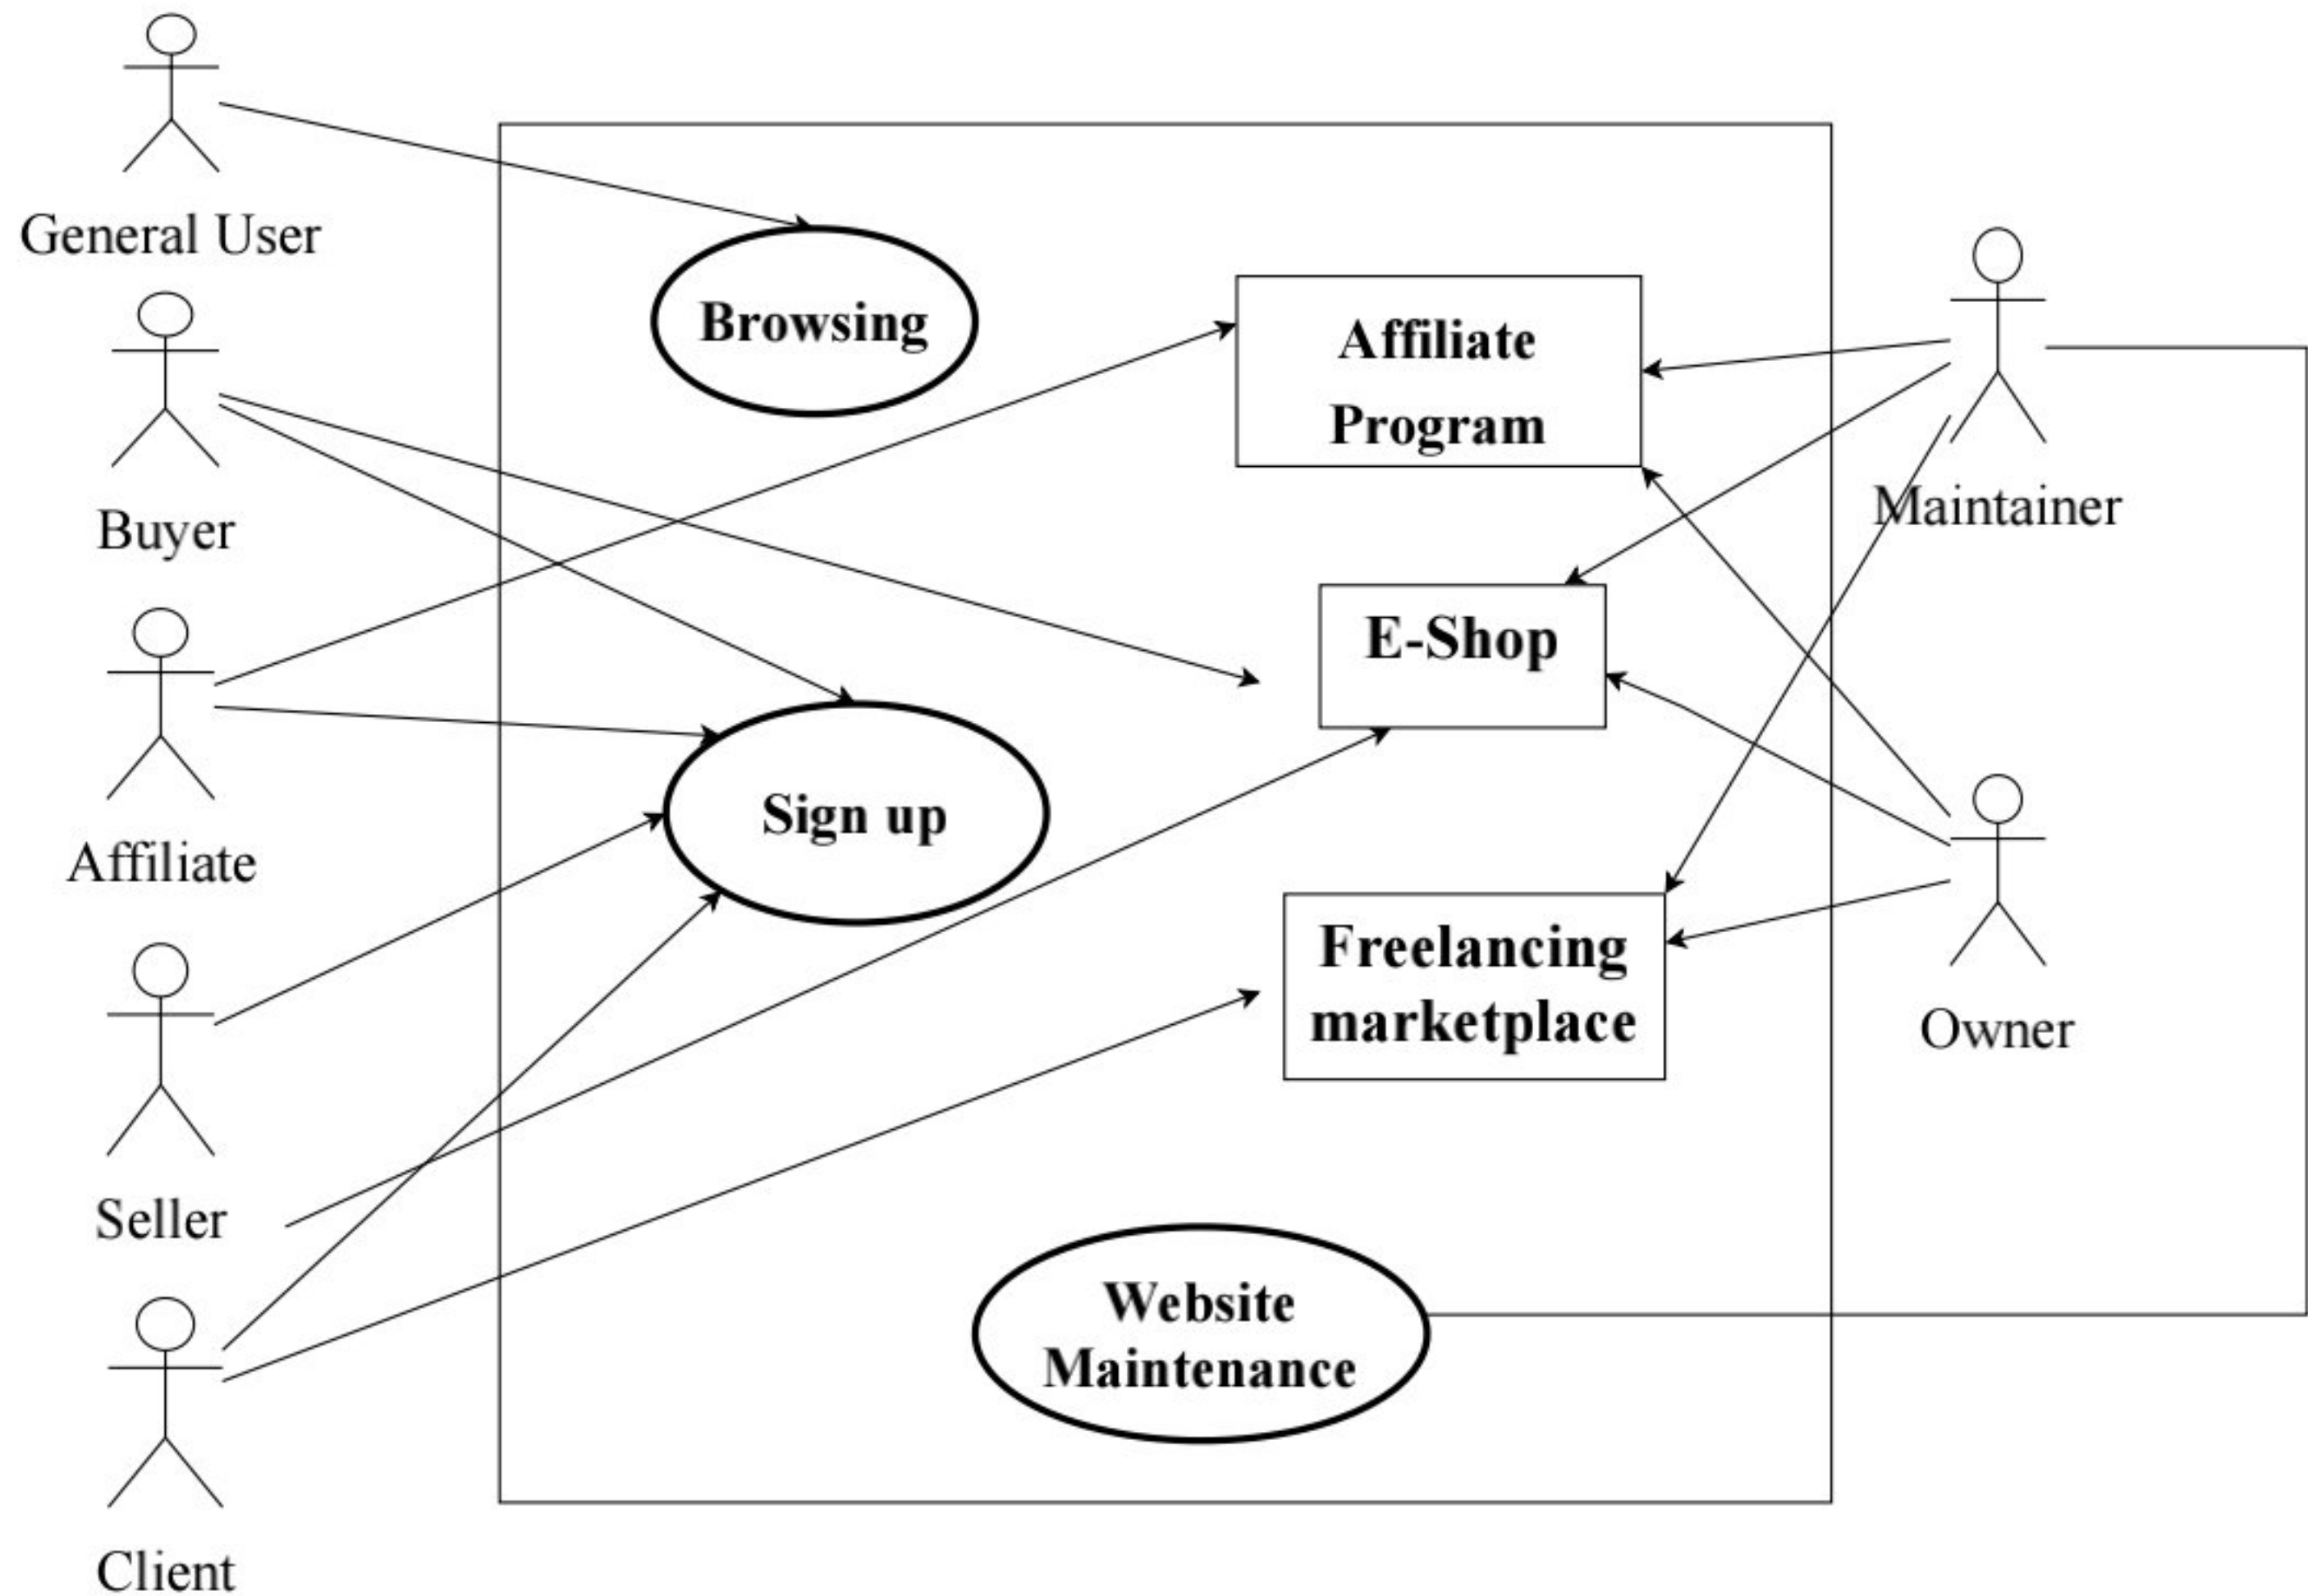 General User
Buyer
Affiliate
Seller
Client
Browsing
Sign up
Affiliate
Program
E-Shop
Freelancing
marketplace
Website
Maintenance
Maintainer
Owner